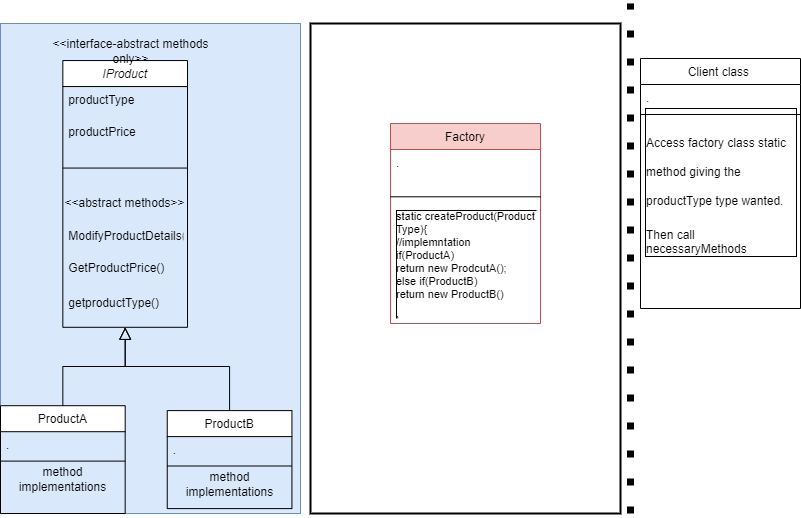 <<interface-abstract methods
only>>
IProduct
productType
productPrice
<<abstract methods>>
ModifyProductDetails(
GetProductPrice()
getproductType()
ProductA
.
method
implementations
ProductB
.
method
implementations
Factory
.
static createProduct(Product
Type){
//implemntation
if(ProductA)
return new ProdcutA();
else if(ProductB)
return new ProductB()
Client class
.
Access factory class static
method giving the
productType type wanted.
Then call
necessaryMethods